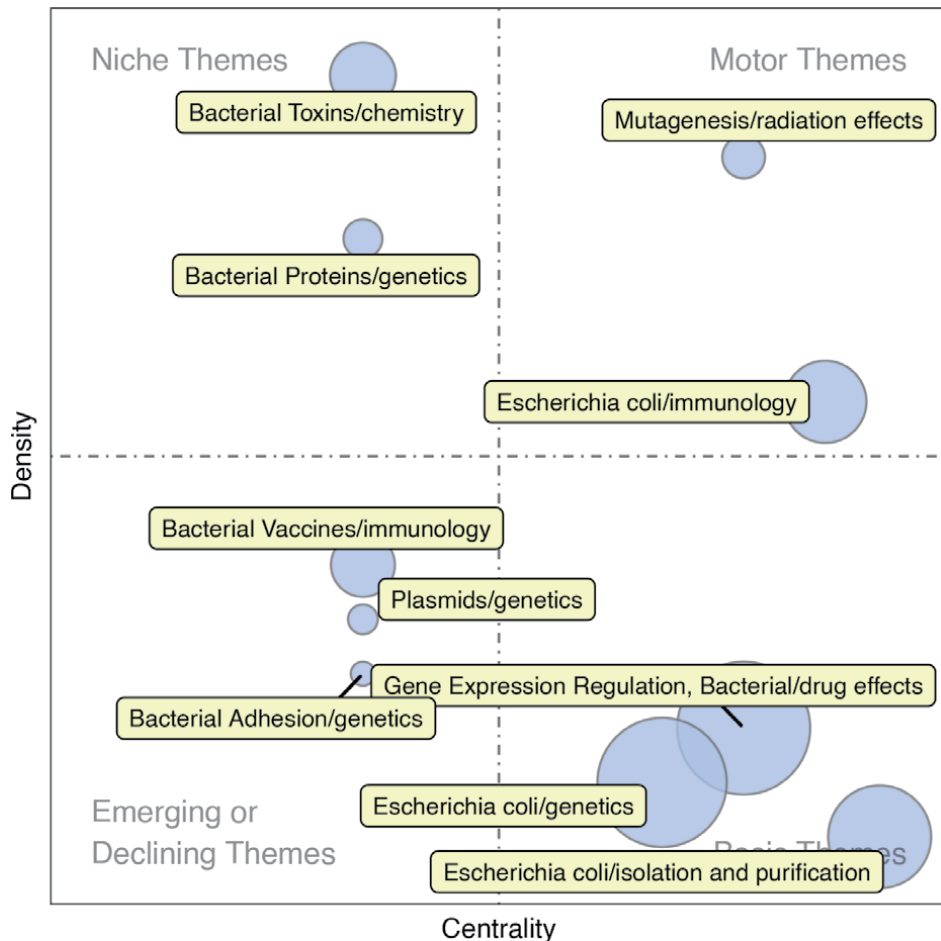 Niche Themes
Motor Themes
Bacterial Toxins/chemistry
Mutagenesis/radiation effects
Bacterial Proteins/genetics
Escherichia coli/immunology
Density
Bacterial Vaccines/immunology
Plasmids/genetics
Gene Expression Regulation, Bacterial/drug effects
Bacterial Adhesion/genetics
Escherichia coli/genetics
Emerging or
Declining Themes
Basic Themes
Escherichia coli/isolation and purification
Centrality